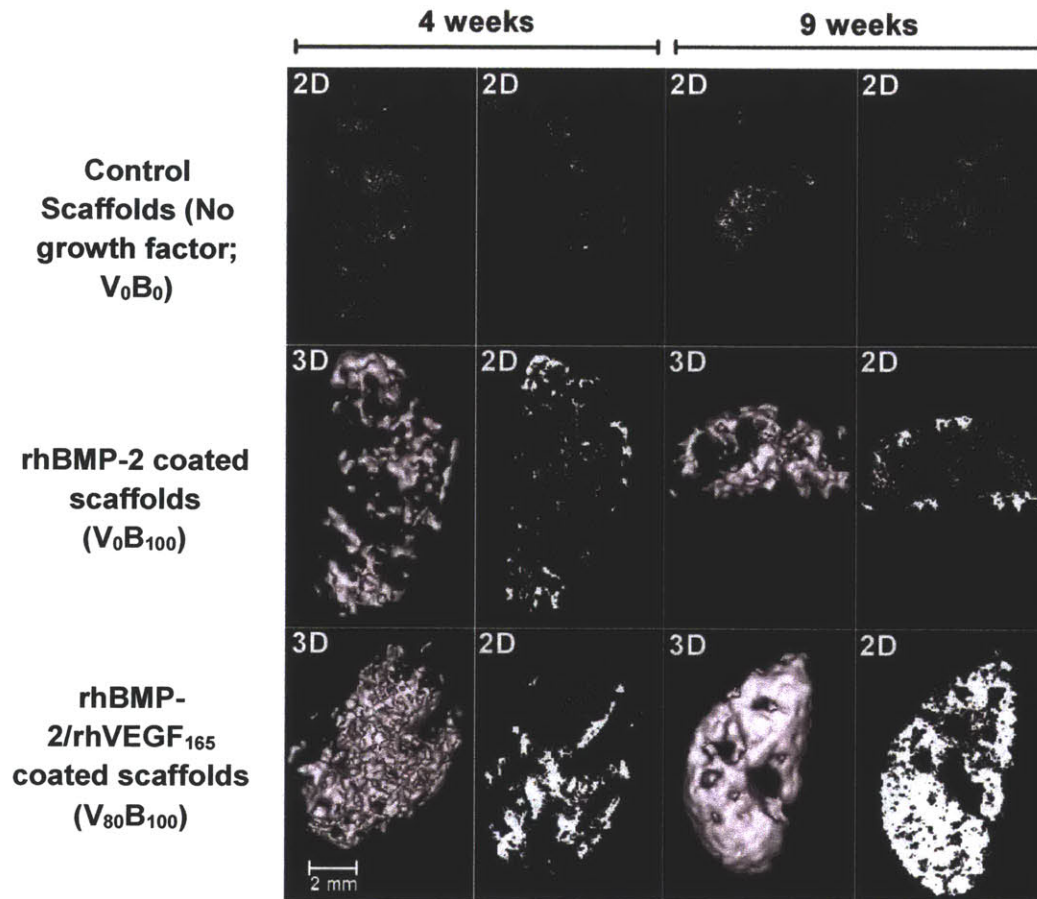 4 weeks
9 weeks
Control
Scaffolds (No
growth factor;
V₀B₀)
2D
2D
2D
2D
rhBMP-2 coated
scaffolds
(V₀B₁₀₀)
3D
2D
3D
2D
rhBMP-
2/rhVEGF₁₆₅
coated scaffolds
(V₈₀B₁₀₀)
3D
2D
3D
2D
2 mm